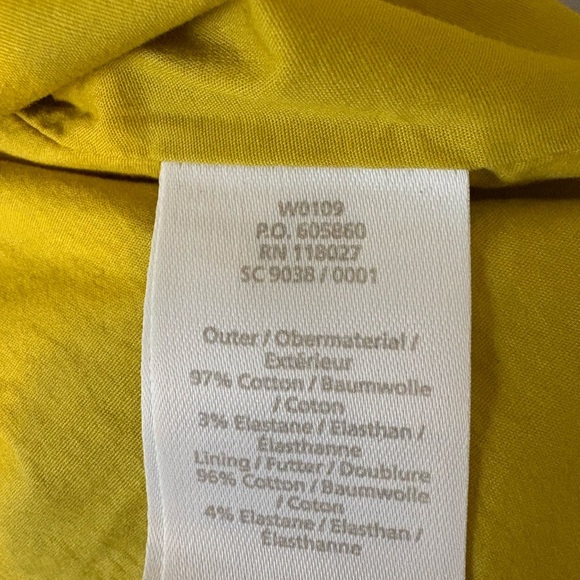 W0109
P.O. 605860
RN 118027
SC 9038 / 0001
Outer / Obermaterial /
Extérieur
97% Cotton / Baumwolle
/ Coton
3% Elastane / Elasthan /
Élasthanne
Lining / Futter / Doublure
96% Cotton / Baumwolle
/ Coton
4% Elastane / Elasthan /
Élasthanne